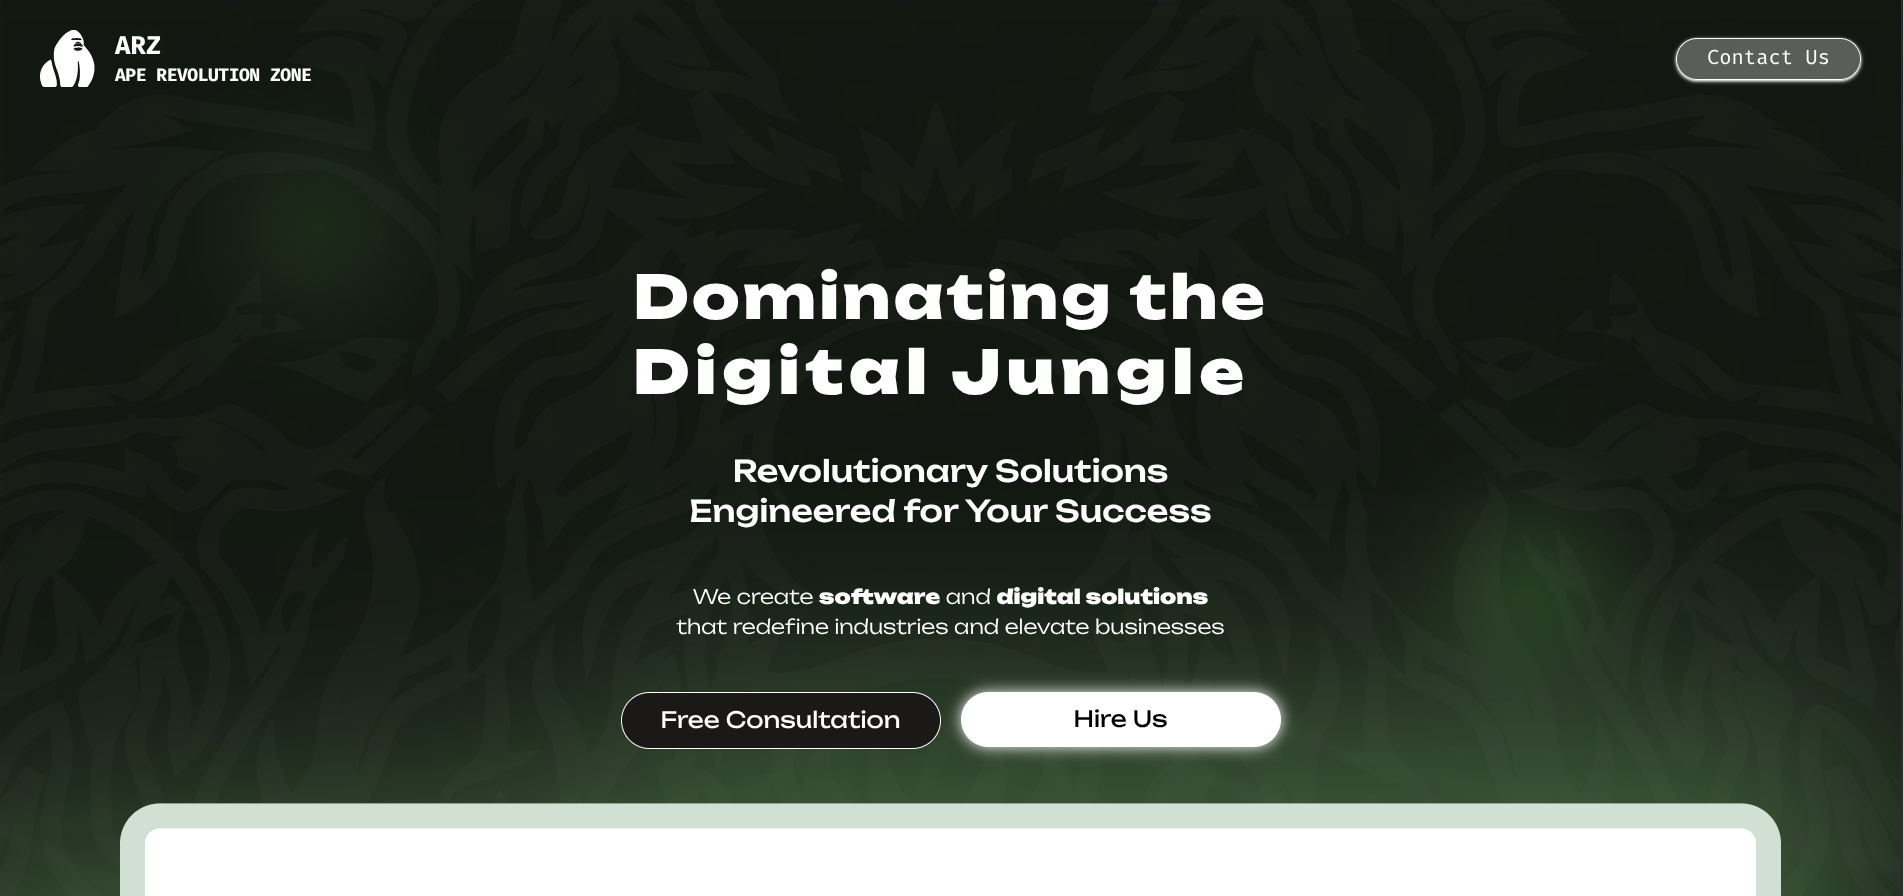 ARZ
APE REVOLUTION ZONE
Contact Us
Dominating the
Digital Jungle
Revolutionary Solutions
Engineered for Your Success
We create software and digital solutions
that redefine industries and elevate businesses
Free Consultation
Hire Us